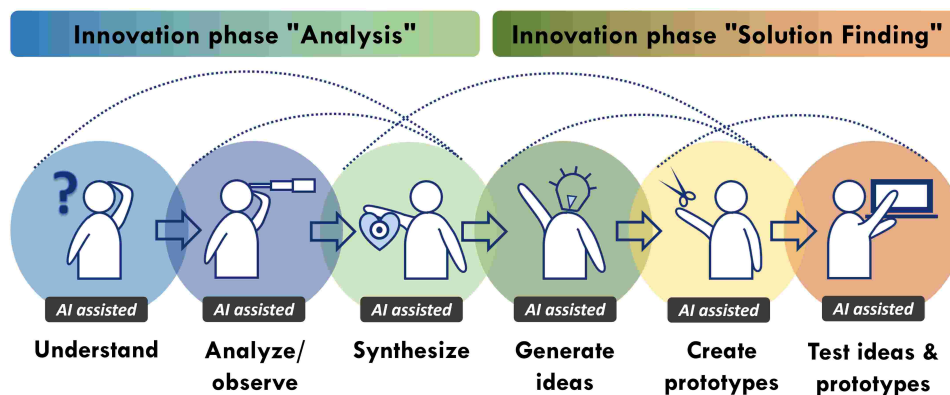 Innovation phase "Analysis"
Innovation phase "Solution Finding"
?
AI assisted
AI assisted
AI assisted
AI assisted
AI assisted
AI assisted
Understand
Analyze/
observe
Synthesize
Generate
ideas
Create
prototypes
Test ideas &
prototypes